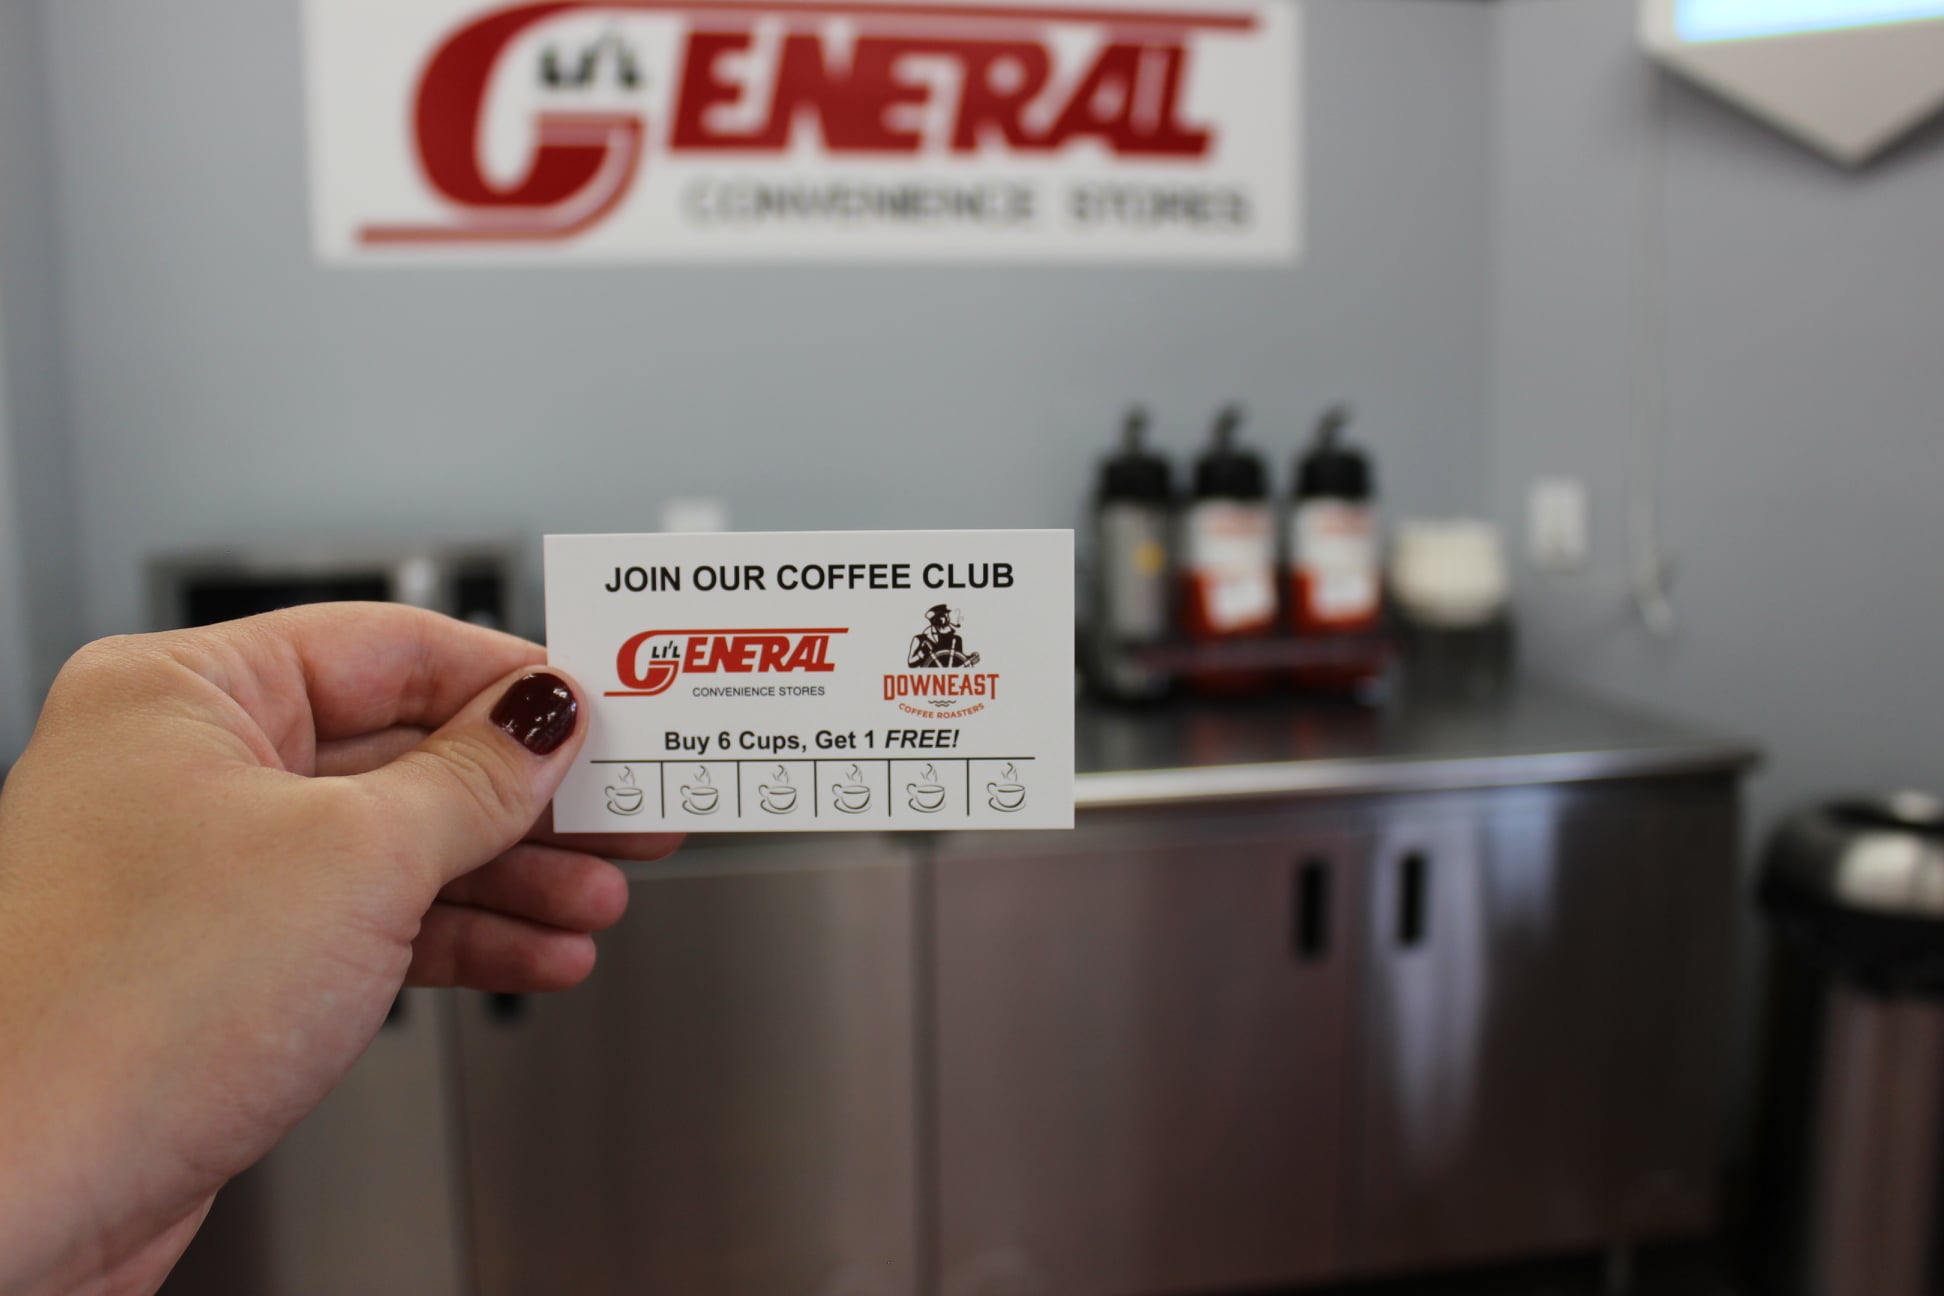 LI'L GENERAL
CONVENIENCE STORES
JOIN OUR COFFEE CLUB
LI'L GENERAL
CONVENIENCE STORES
DOWNEAST
COFFEE ROASTERS
Buy 6 Cups, Get 1 FREE!